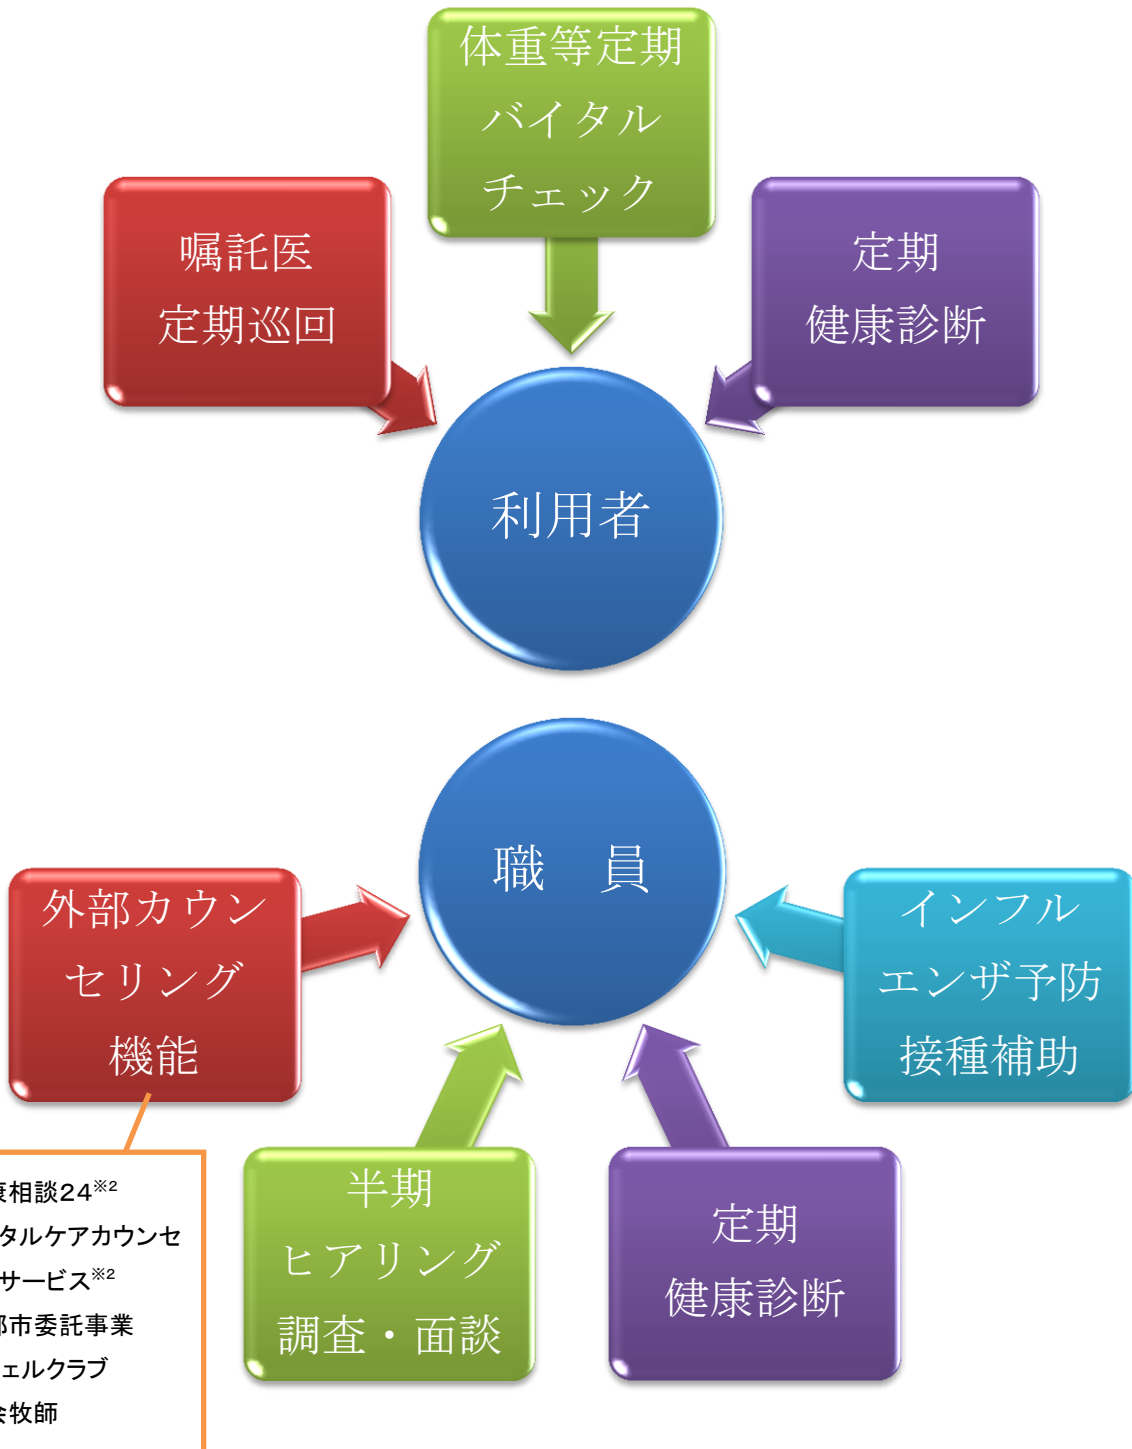 体重等定期
バイタル
チェック
嘱託医
定期巡回
定期
健康診断
利用者
職　員
外部カウン
セリング
機能
インフル
エンザ予防
接種補助
半期
ヒアリング
調査・面談
定期
健康診断
相談24※2
タルケアカウンセ
サービス※2
市委託事業
ェルクラブ
牧師